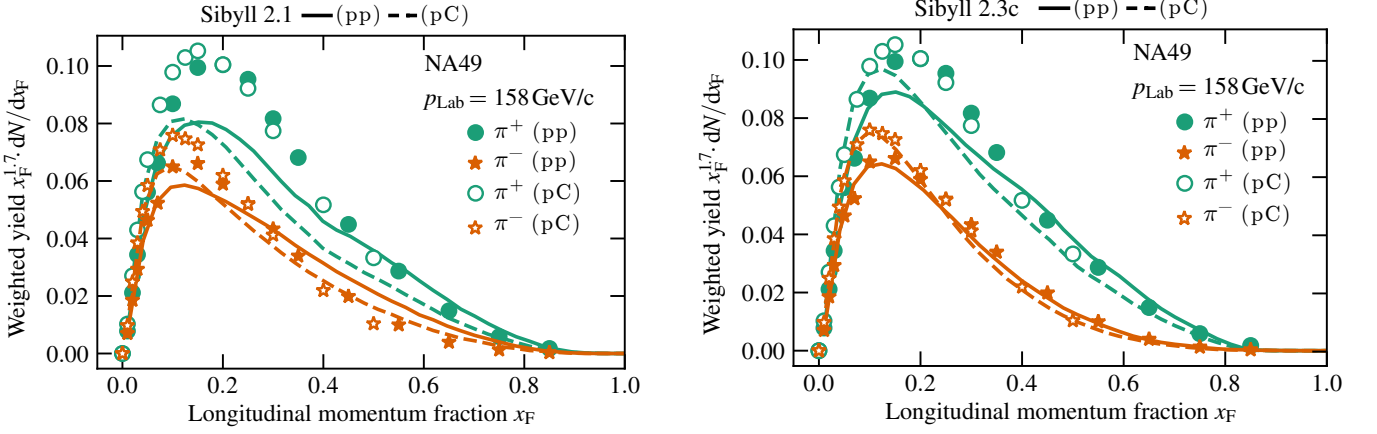 Sibyll 2.1 (pp) (pC)
Weighted yield x_F^1.7 · dN/dx_F
0.10
0.08
0.06
0.04
0.02
0.00
NA49
p_Lab = 158 GeV/c
π⁺ (pp)
π⁻ (pp)
π⁺ (pC)
π⁻ (pC)
0.0 0.2 0.4 0.6 0.8 1.0
Longitudinal momentum fraction x_F
Sibyll 2.3c (pp) (pC)
Weighted yield x_F^1.7 · dN/dx_F
0.10
0.08
0.06
0.04
0.02
0.00
NA49
p_Lab = 158 GeV/c
π⁺ (pp)
π⁻ (pp)
π⁺ (pC)
π⁻ (pC)
0.0 0.2 0.4 0.6 0.8 1.0
Longitudinal momentum fraction x_F